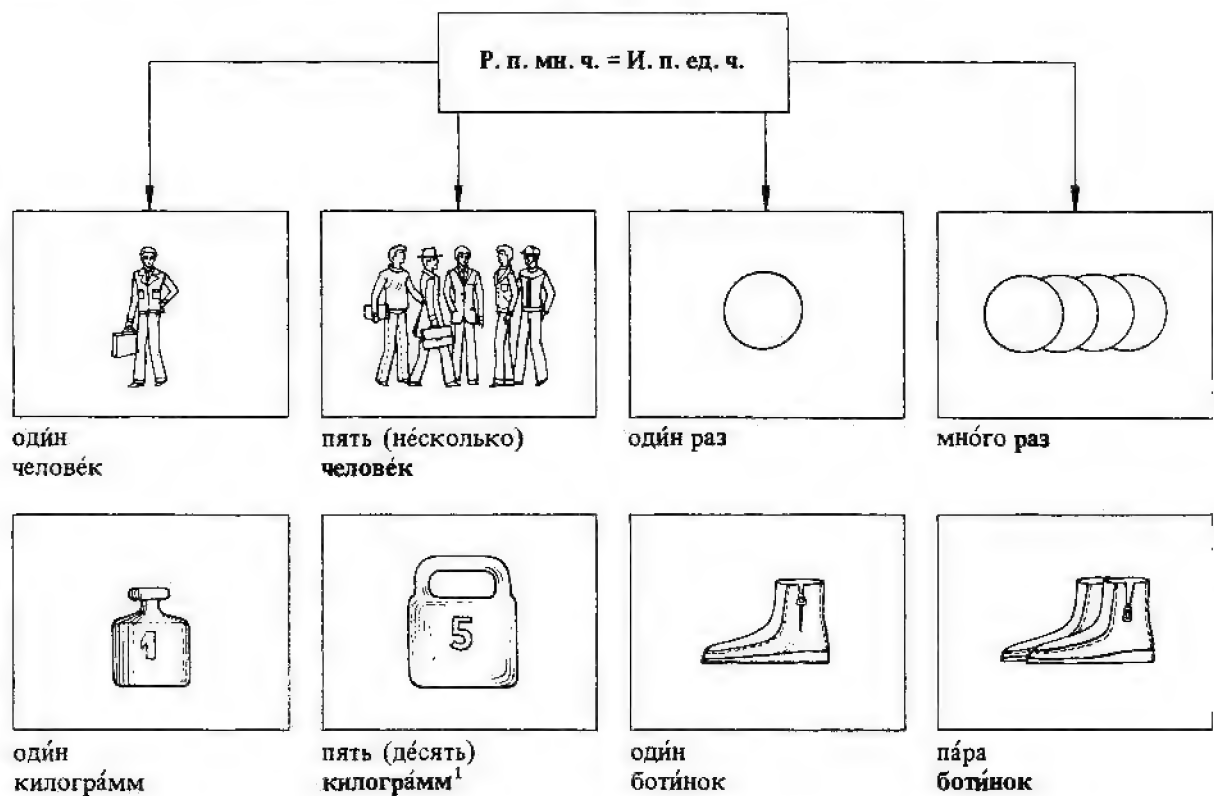 Р. п. мн. ч. = И. п. ед. ч.
оди́н
челове́к
пять (не́сколько)
челове́к
оди́н раз
мно́го раз
1
5
оди́н
килогра́мм
пять (де́сять)
килогра́мм¹
оди́н
боти́нок
па́ра
боти́нок